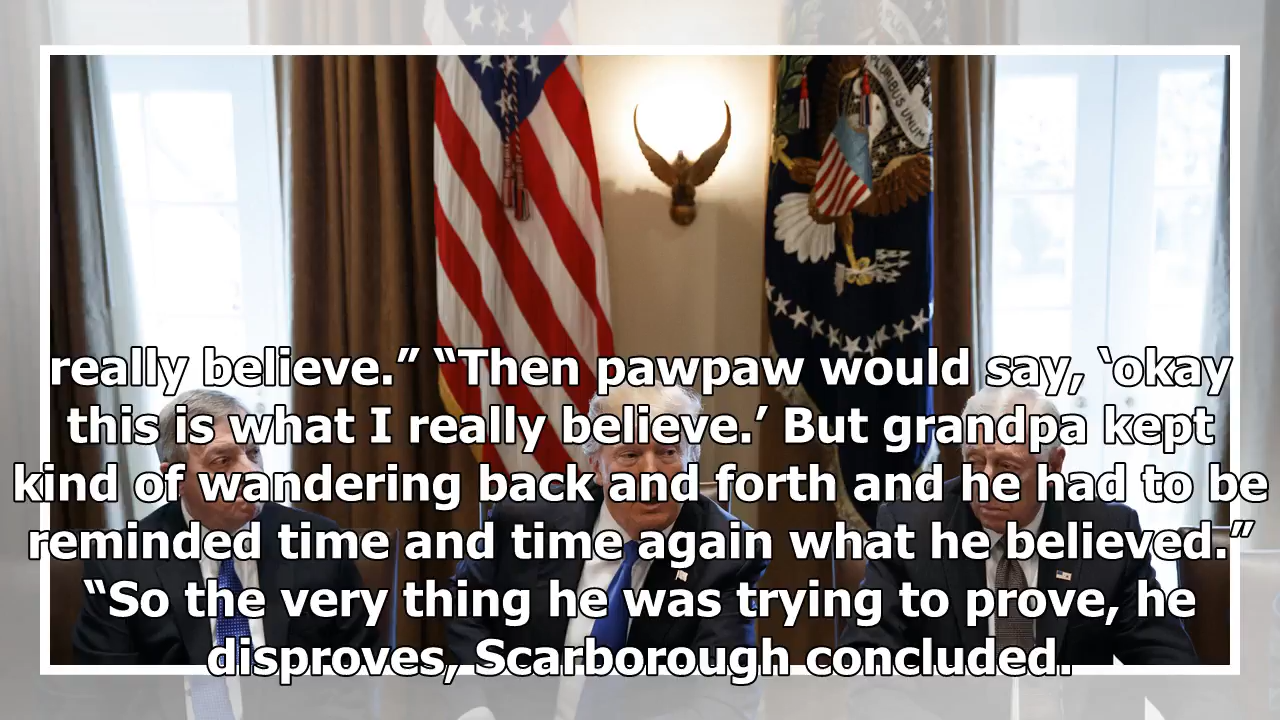 PLURIBUS UNUM
really believe.” “Then pawpaw would say, ‘okay
this is what I really believe.’ But grandpa kept
kind of wandering back and forth and he had to be
reminded time and time again what he believed.”
“So the very thing he was trying to prove, he
disproves, Scarborough concluded.